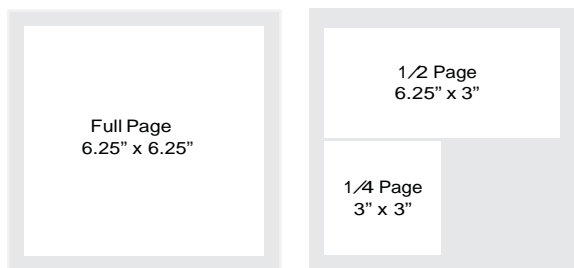 Full Page
6.25” x 6.25”
1/2 Page
6.25” x 3”
1/4 Page
3” x 3”